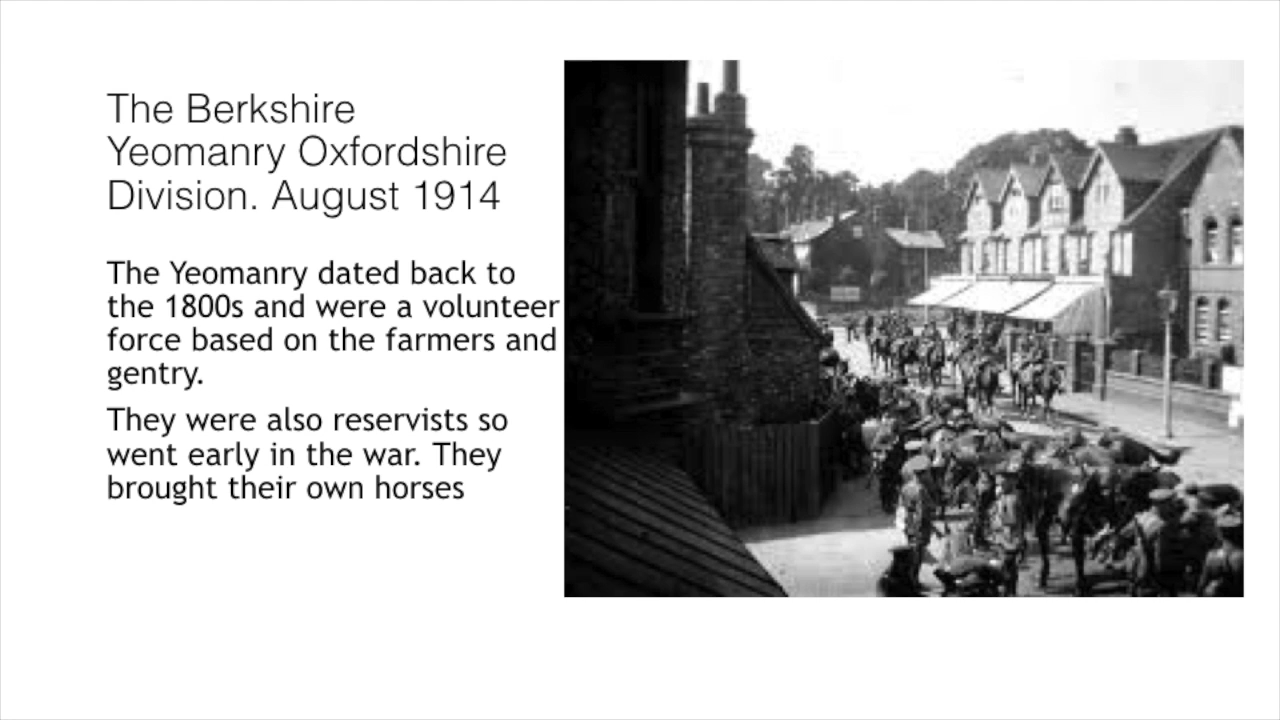 The Berkshire
Yeomanry Oxfordshire
Division. August 1914
The Yeomanry dated back to
the 1800s and were a volunteer
force based on the farmers and
gentry.
They were also reservists so
went early in the war. They
brought their own horses